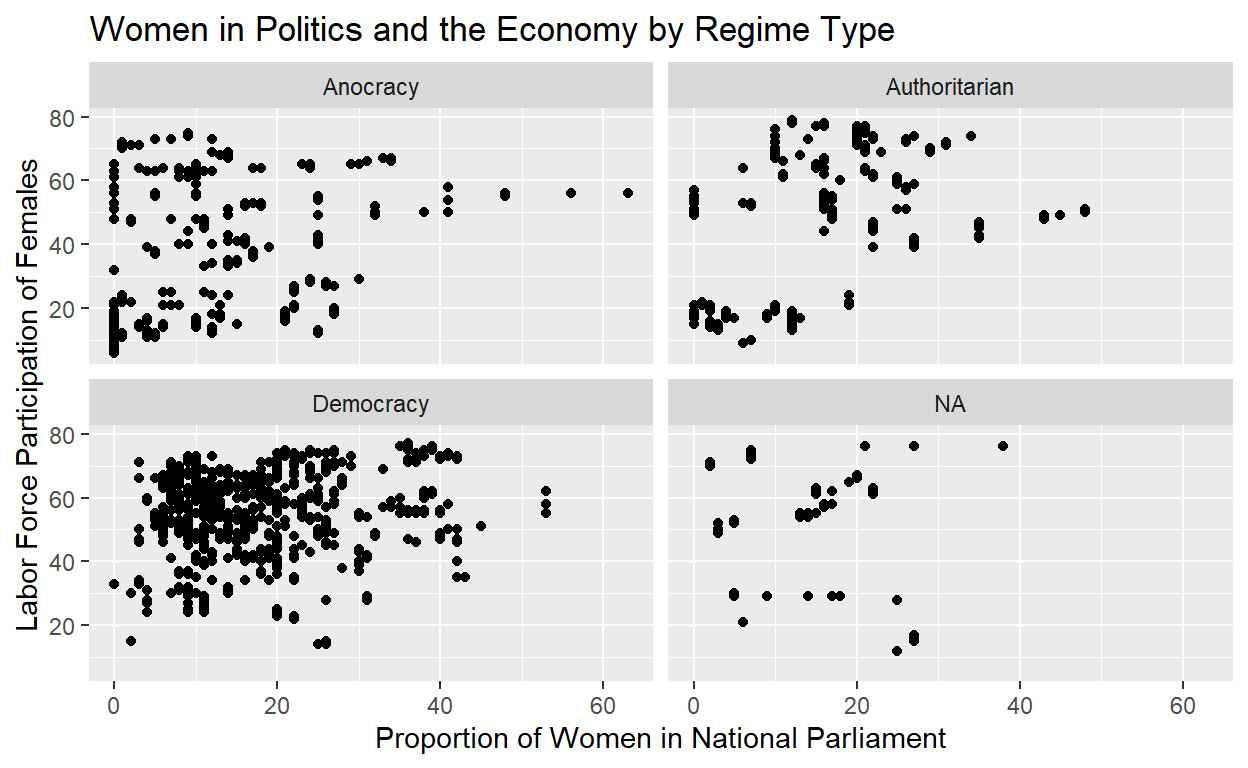 Women in Politics and the Economy by Regime Type
Anocracy
Authoritarian
80
60
40
20
Democracy
NA
80
60
40
20
0
20
40
60
0
20
40
60
Labor Force Participation of Females
Proportion of Women in National Parliament